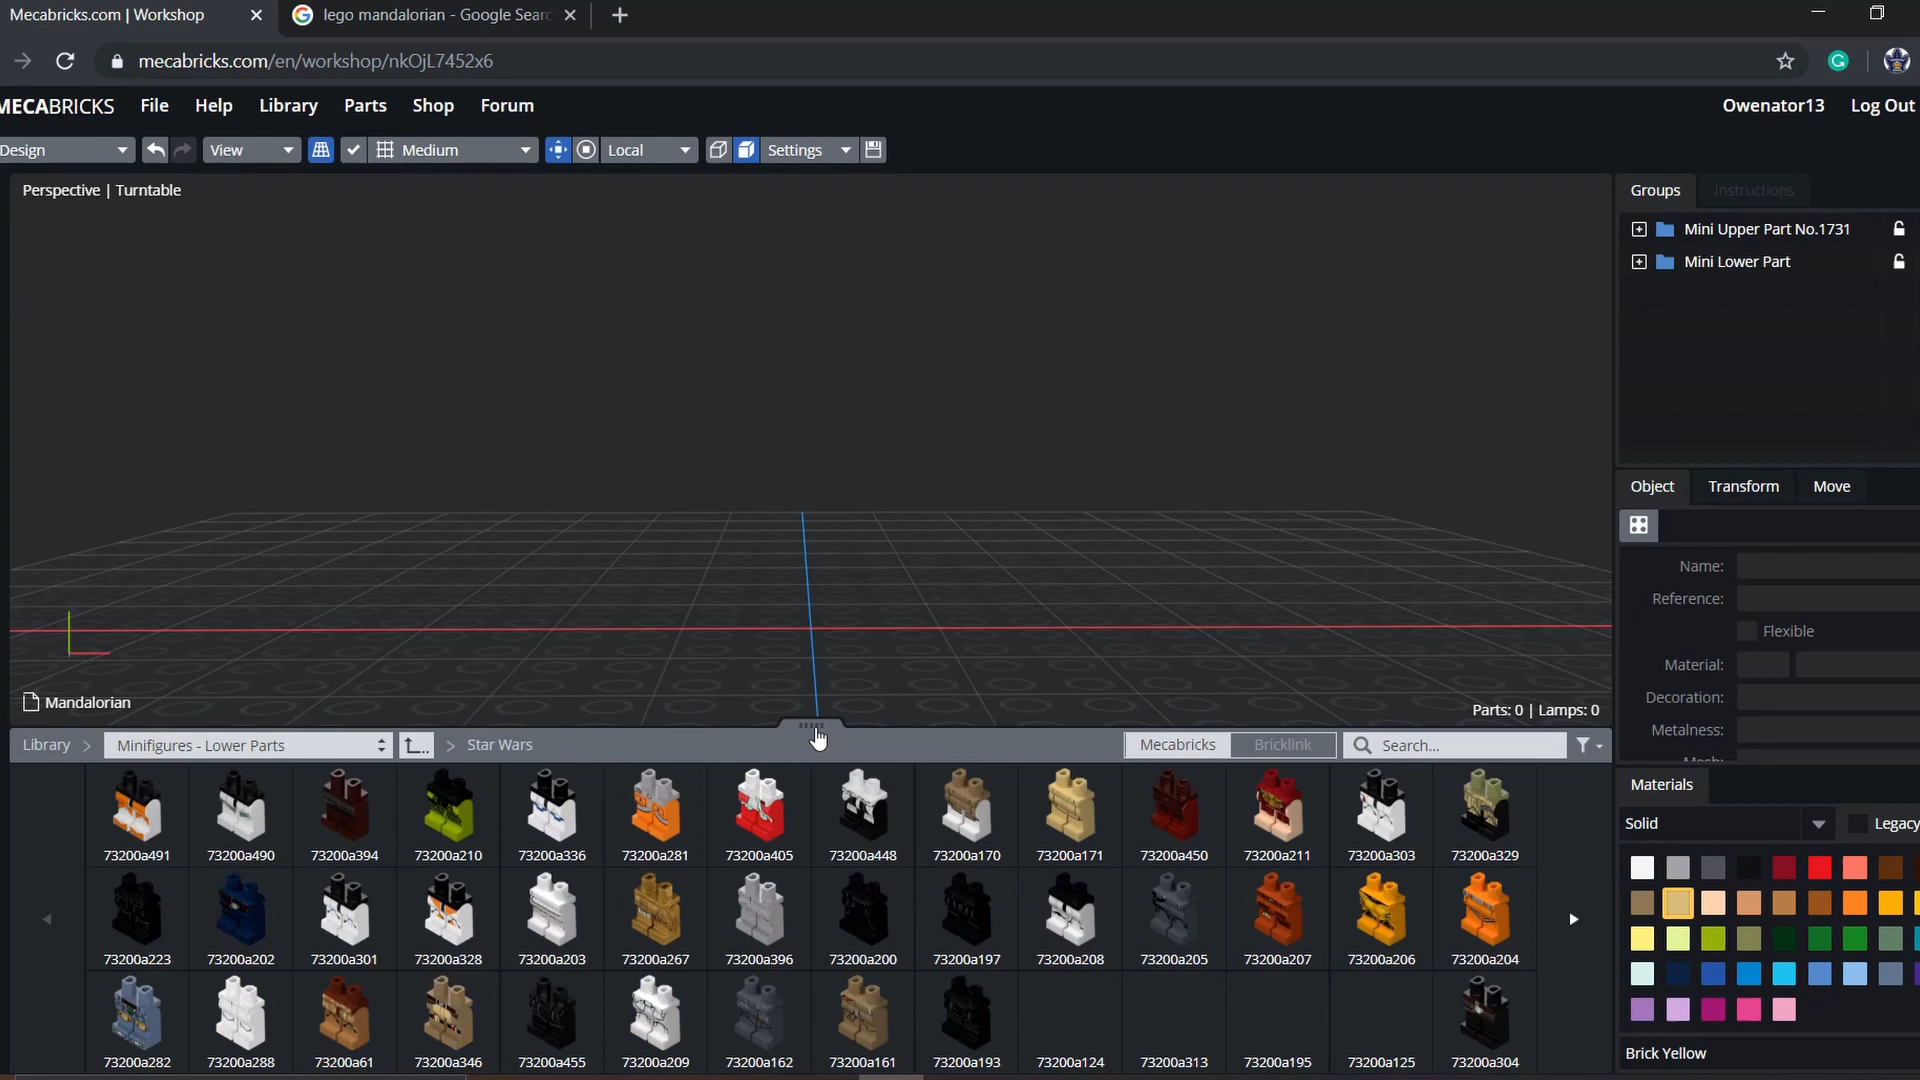 Mecabricks.com | Workshop
lego mandalorian - Google Sear
mecabricks.com/en/workshop/nkOjL7452x6
MECABRICKS File Help Library Parts Shop Forum Owenator13 Log Out
Design View Medium Local Settings
Perspective | Turntable
Groups Instructions
Mini Upper Part No.1731
Mini Lower Part
Object Transform Move
Name:
Reference:
Flexible
Material:
Decoration:
Metalness:
Mandalorian
Parts: 0 | Lamps: 0
Library > Minifigures - Lower Parts > Star Wars Mecabricks Bricklink Search...
73200a491 73200a490 73200a394 73200a210 73200a336 73200a281 73200a405 73200a448 73200a170 73200a171 73200a450 73200a211 73200a303 73200a329
73200a223 73200a202 73200a301 73200a328 73200a203 73200a267 73200a396 73200a200 73200a197 73200a208 73200a205 73200a207 73200a206 73200a204
73200a282 73200a288 73200a61 73200a346 73200a455 73200a209 73200a162 73200a161 73200a193 73200a124 73200a313 73200a195 73200a125 73200a304
Materials
Solid Legacy
Brick Yellow